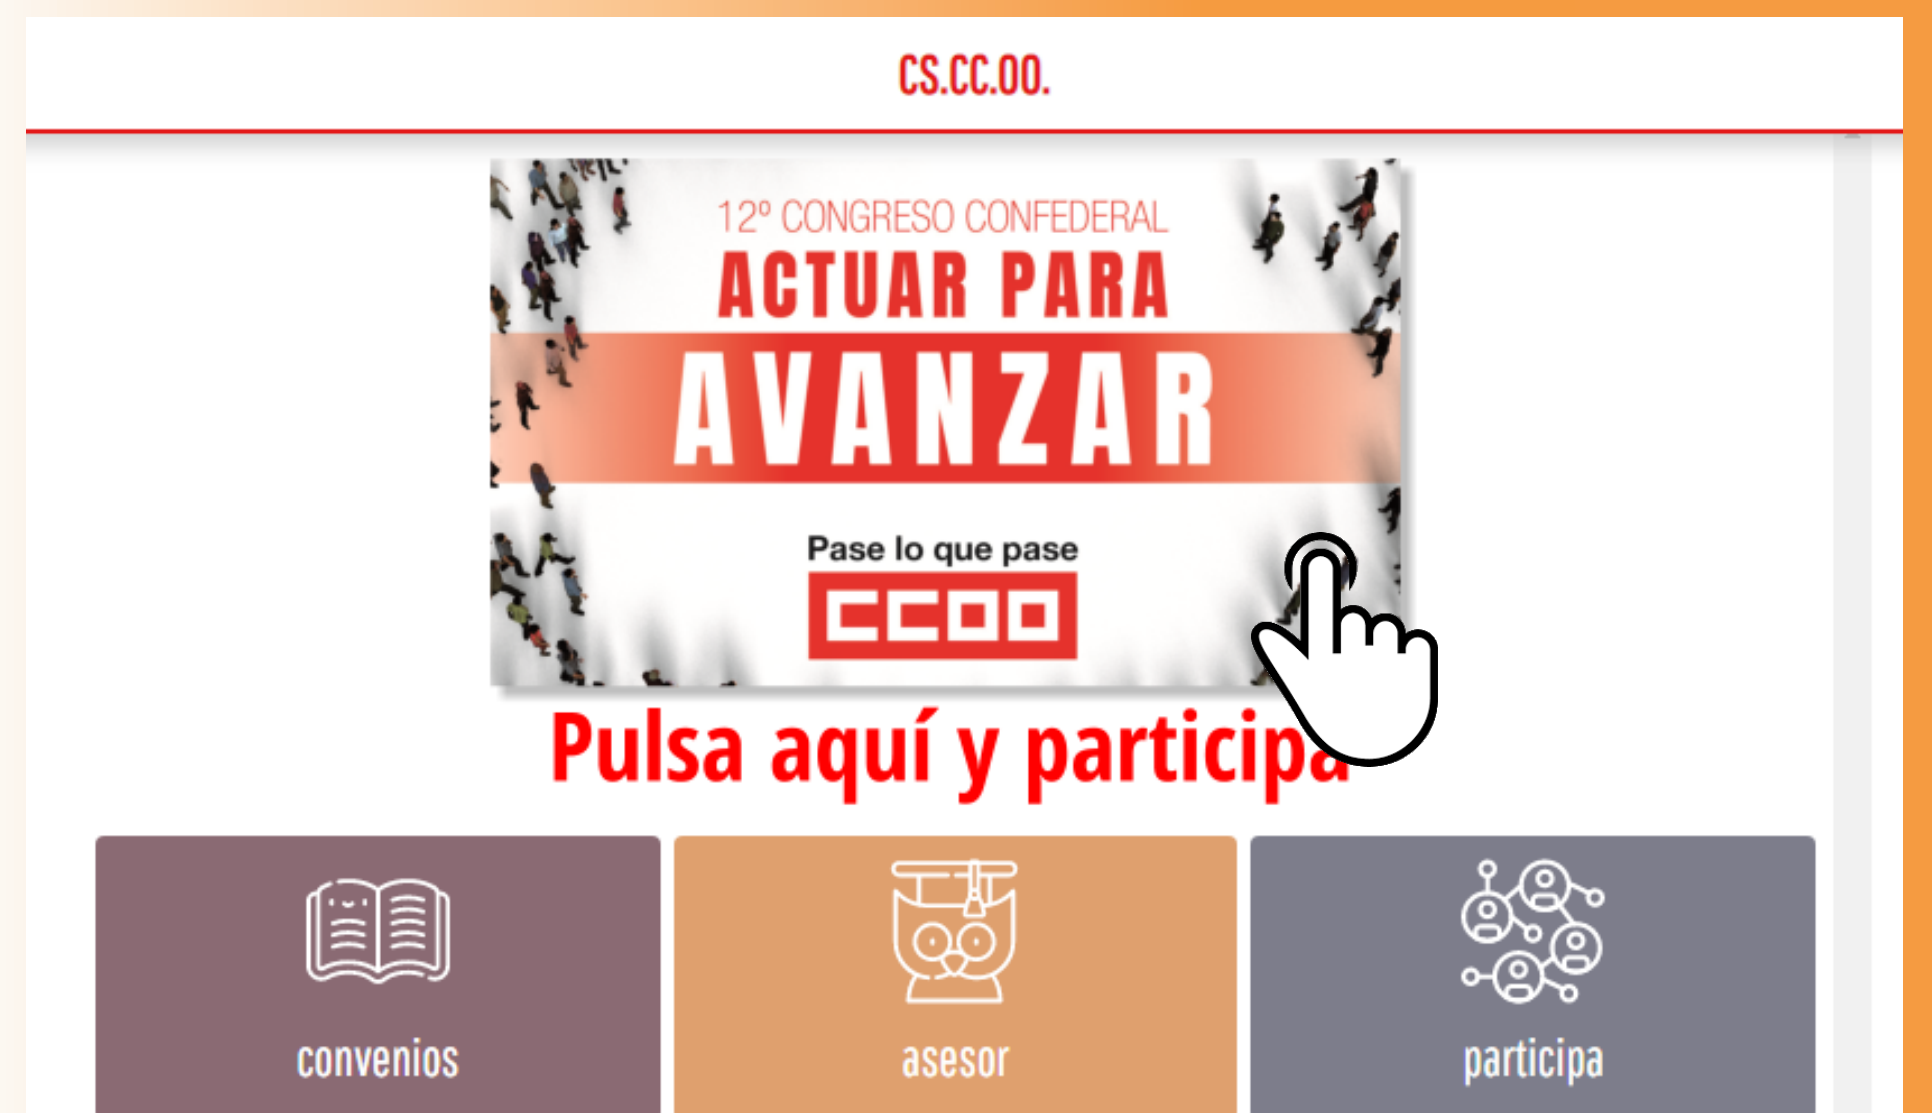 CS.CC.OO.
12º CONGRESO CONFEDERAL
ACTUAR PARA
AVANZAR
Pase lo que pase
CCOO
Pulsa aquí y participa
convenios
asesor
participa